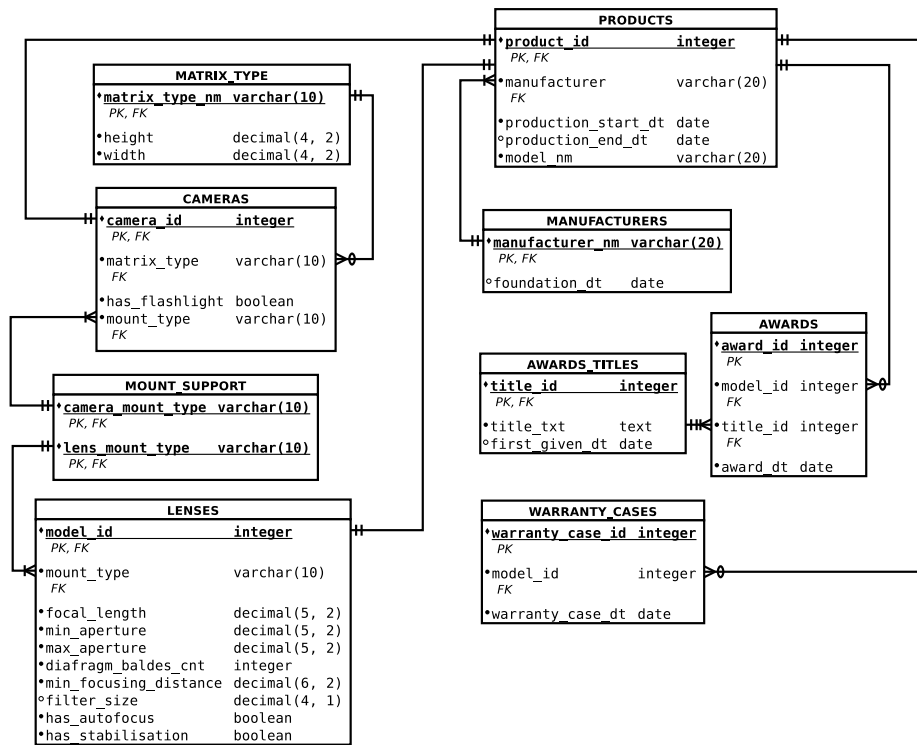 PRODUCTS
product_id integer
PK, FK
manufacturer varchar(20)
FK
production_start_dt date
production_end_dt date
model_nm varchar(20)
MATRIX_TYPE
matrix_type_nm varchar(10)
PK, FK
height decimal(4, 2)
width decimal(4, 2)
CAMERAS
camera_id integer
PK, FK
matrix_type varchar(10)
FK
has_flashlight boolean
mount_type varchar(10)
FK
MANUFACTURERS
manufacturer_nm varchar(20)
PK, FK
foundation_dt date
AWARDS
award_id integer
PK
model_id integer
FK
title_id integer
FK
award_dt date
AWARDS_TITLES
title_id integer
PK, FK
title_txt text
first_given_dt date
MOUNT_SUPPORT
camera_mount_type varchar(10)
PK, FK
lens_mount_type varchar(10)
PK, FK
LENSES
model_id integer
PK, FK
mount_type varchar(10)
FK
focal_length decimal(5, 2)
min_aperture decimal(5, 2)
max_aperture decimal(5, 2)
diafragm_baldes_cnt integer
min_focusing_distance decimal(6, 2)
filter_size decimal(4, 1)
has_autofocus boolean
has_stabilisation boolean
WARRANTY_CASES
warranty_case_id integer
PK
model_id integer
FK
warranty_case_dt date